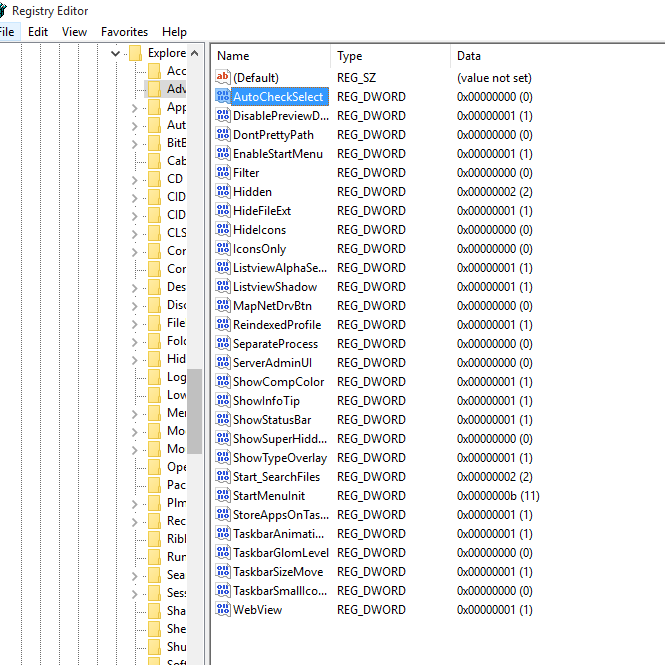 Registry Editor
File Edit View Favorites Help
Explore
Acc
Adv
App
Aut
BitB
Cab
CD
CID
CID
CLS
Cor
Cor
Des
Disc
File
Fold
Hid
Log
Low
Mer
Mo
Mo
Ope
Pac
PIm
Rec
Ribl
Run
Sea
Ses
Sha
She
Shu
Soft
Name Type Data
ab (Default) REG_SZ (value not set)
AutoCheckSelect REG_DWORD 0x00000000 (0)
DisablePreviewD... REG_DWORD 0x00000001 (1)
DontPrettyPath REG_DWORD 0x00000000 (0)
EnableStartMenu REG_DWORD 0x00000001 (1)
Filter REG_DWORD 0x00000000 (0)
Hidden REG_DWORD 0x00000002 (2)
HideFileExt REG_DWORD 0x00000001 (1)
HideIcons REG_DWORD 0x00000000 (0)
IconsOnly REG_DWORD 0x00000000 (0)
ListviewAlphaSe... REG_DWORD 0x00000001 (1)
ListviewShadow REG_DWORD 0x00000001 (1)
MapNetDrvBtn REG_DWORD 0x00000000 (0)
ReindexedProfile REG_DWORD 0x00000001 (1)
SeparateProcess REG_DWORD 0x00000000 (0)
ServerAdminUI REG_DWORD 0x00000000 (0)
ShowCompColor REG_DWORD 0x00000001 (1)
ShowInfoTip REG_DWORD 0x00000001 (1)
ShowStatusBar REG_DWORD 0x00000001 (1)
ShowSuperHidd... REG_DWORD 0x00000000 (0)
ShowTypeOverlay REG_DWORD 0x00000001 (1)
Start_SearchFiles REG_DWORD 0x00000002 (2)
StartMenuInit REG_DWORD 0x0000000b (11)
StoreAppsOnTas... REG_DWORD 0x00000001 (1)
TaskbarAnimati... REG_DWORD 0x00000001 (1)
TaskbarGlomLevel REG_DWORD 0x00000000 (0)
TaskbarSizeMove REG_DWORD 0x00000001 (1)
TaskbarSmallIco... REG_DWORD 0x00000000 (0)
WebView REG_DWORD 0x00000001 (1)